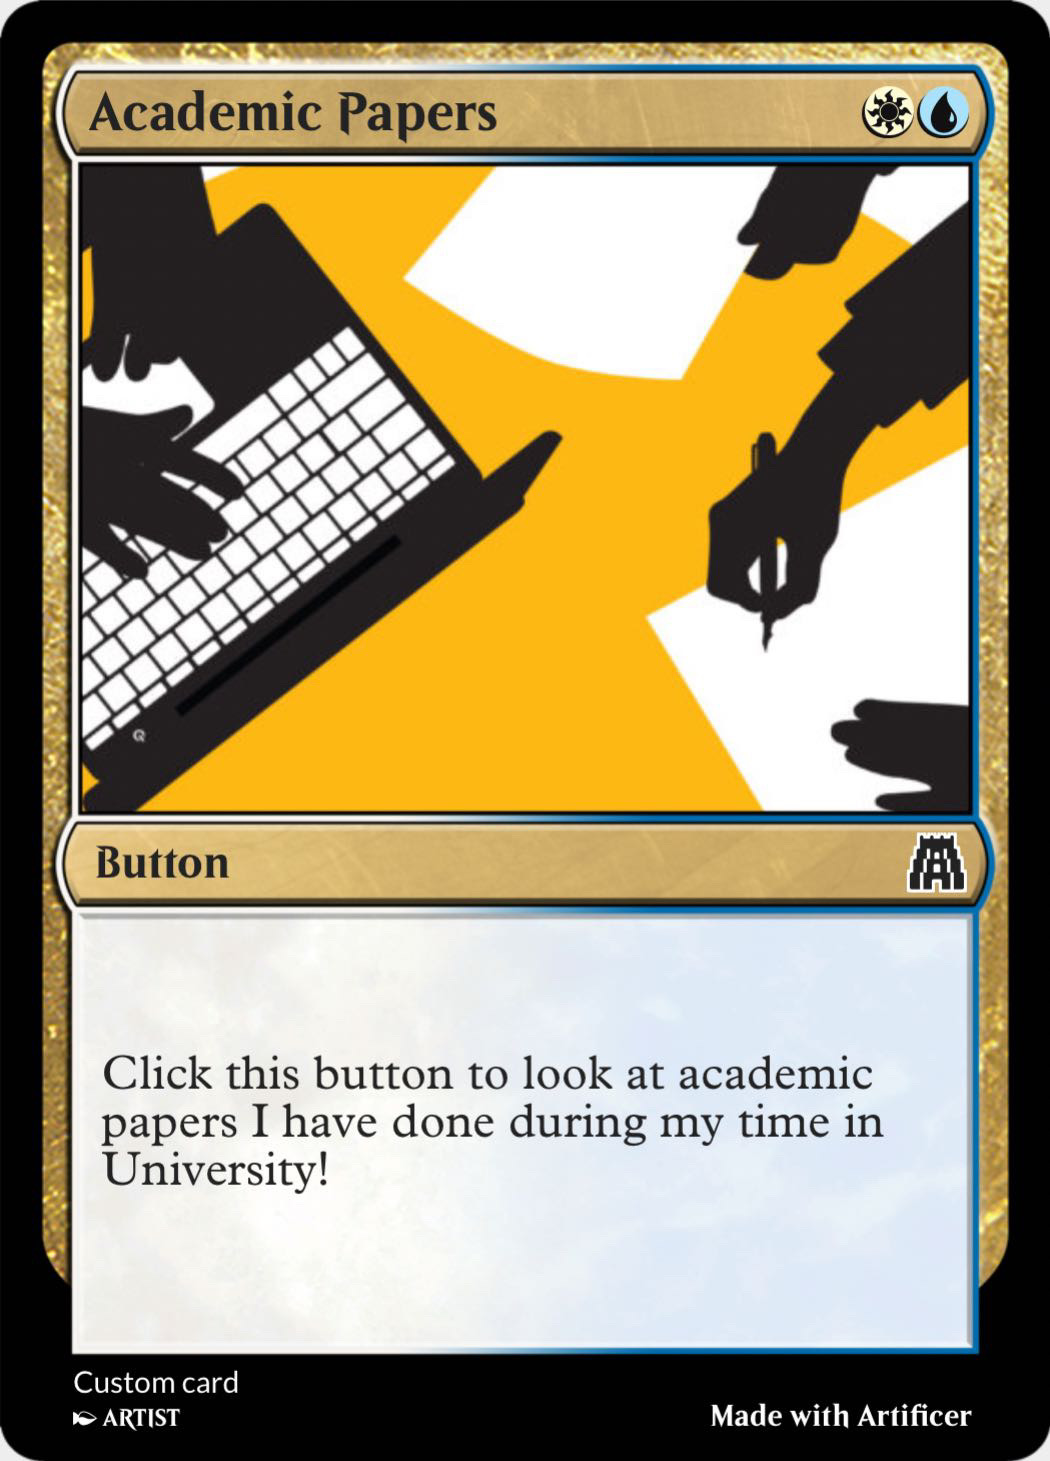 Academic Papers
Button
Click this button to look at academic
papers I have done during my time in
University!
Custom card
ARTIST
Made with Artificer